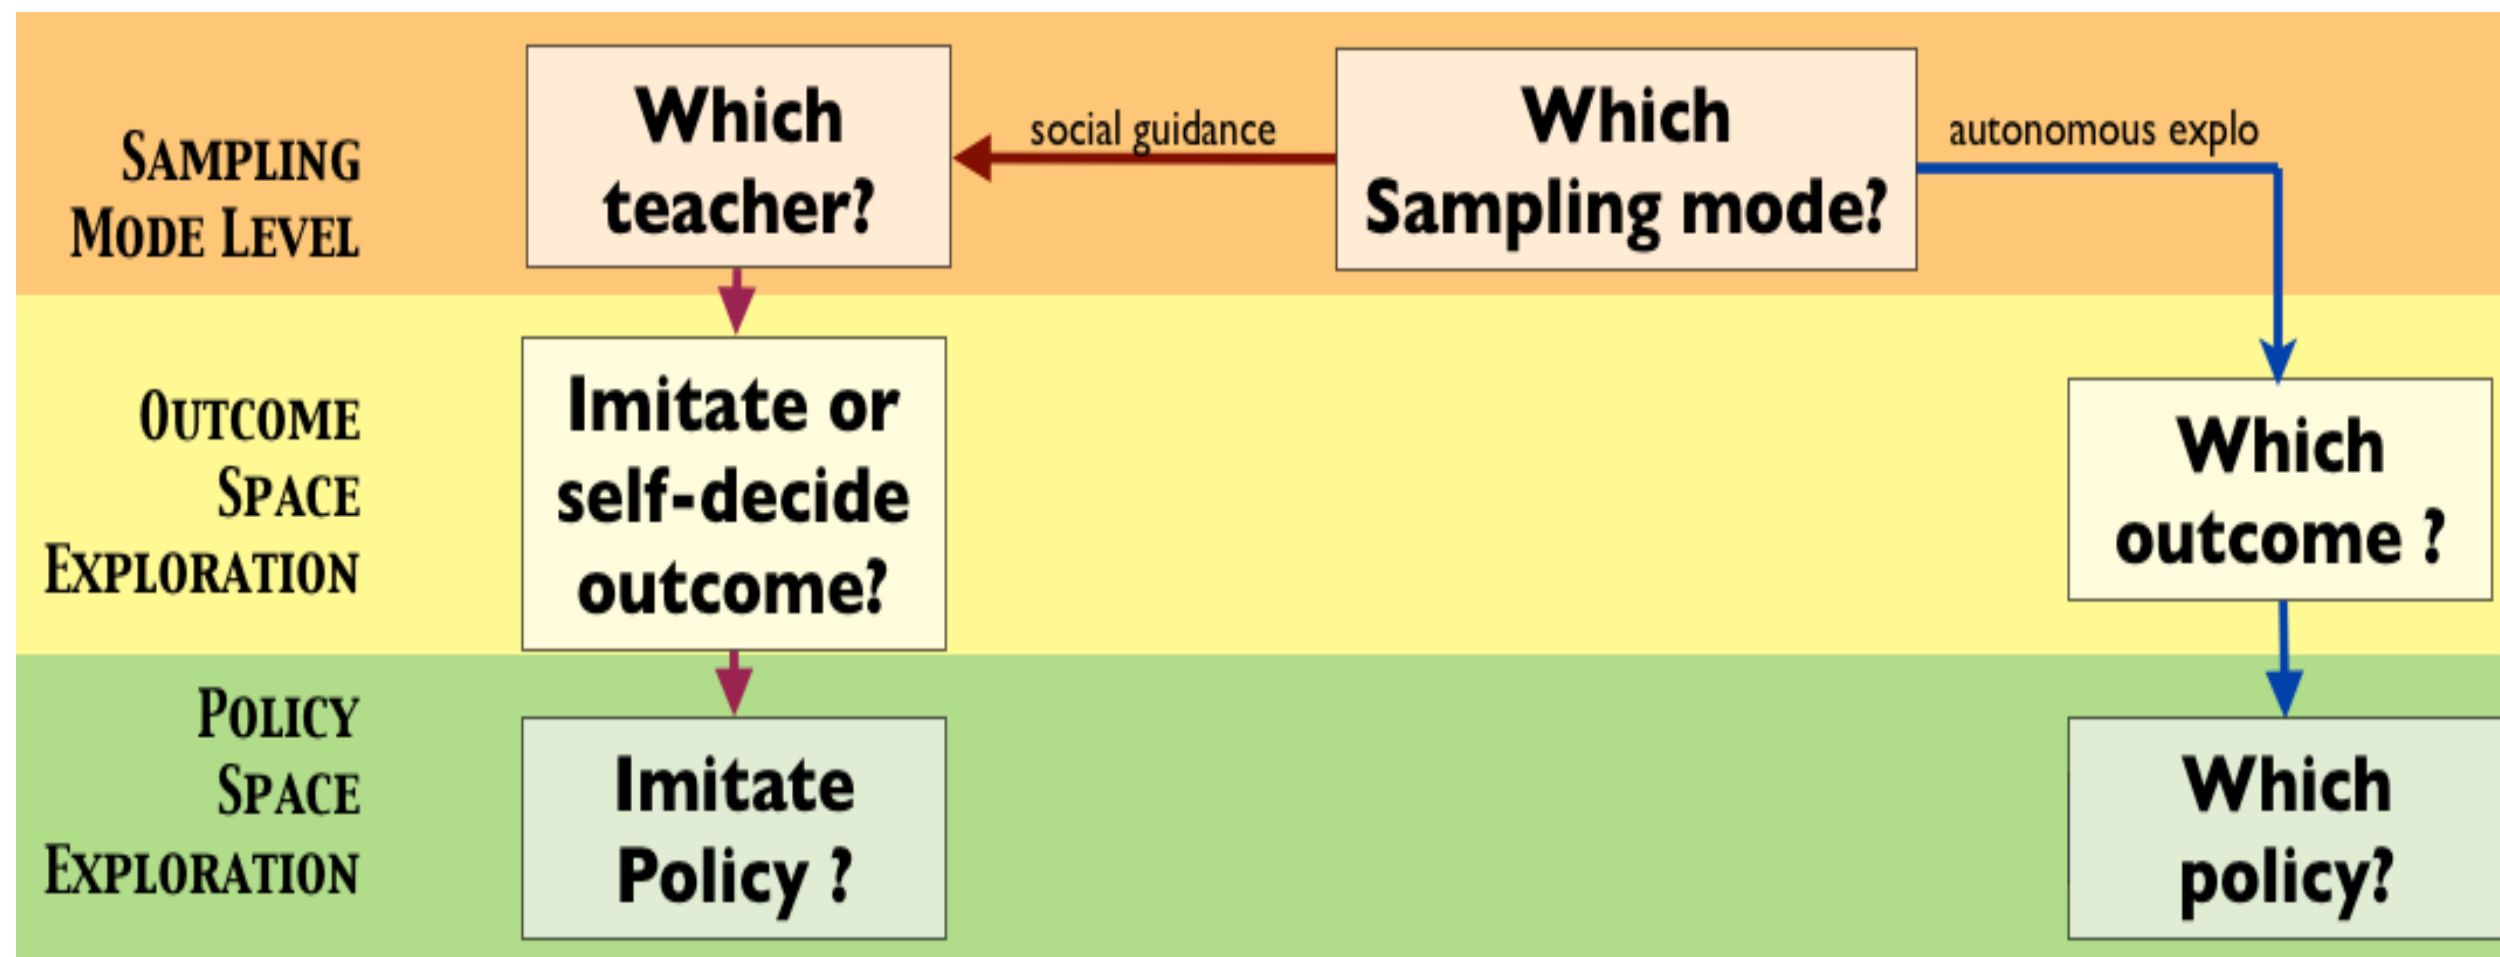 SAMPLING
MODE LEVEL
Which
teacher?
social guidance
Which
Sampling mode?
autonomous explo
OUTCOME
SPACE
EXPLORATION
Imitate or
self-decide
outcome?
Which
outcome ?
POLICY
SPACE
EXPLORATION
Imitate
Policy ?
Which
policy?